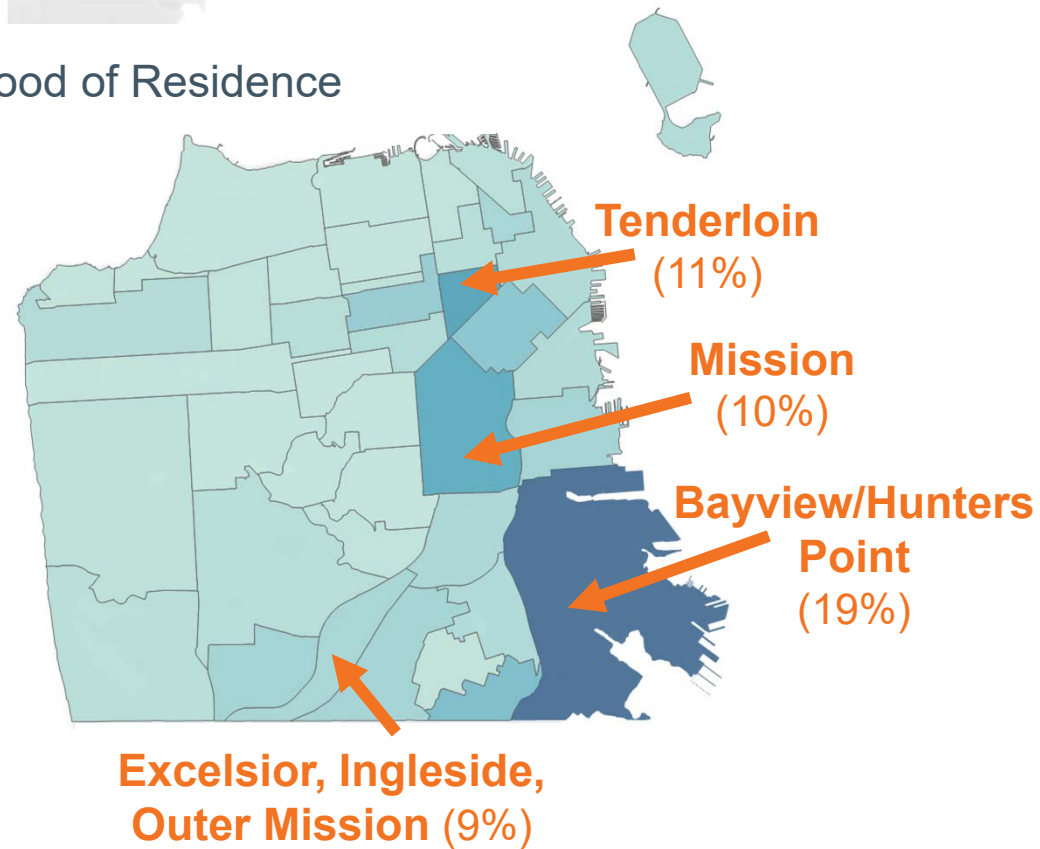 ood of Residence
Tenderloin
(11%)
Mission
(10%)
Bayview/Hunters
Point
(19%)
Excelsior, Ingleside,
Outer Mission (9%)